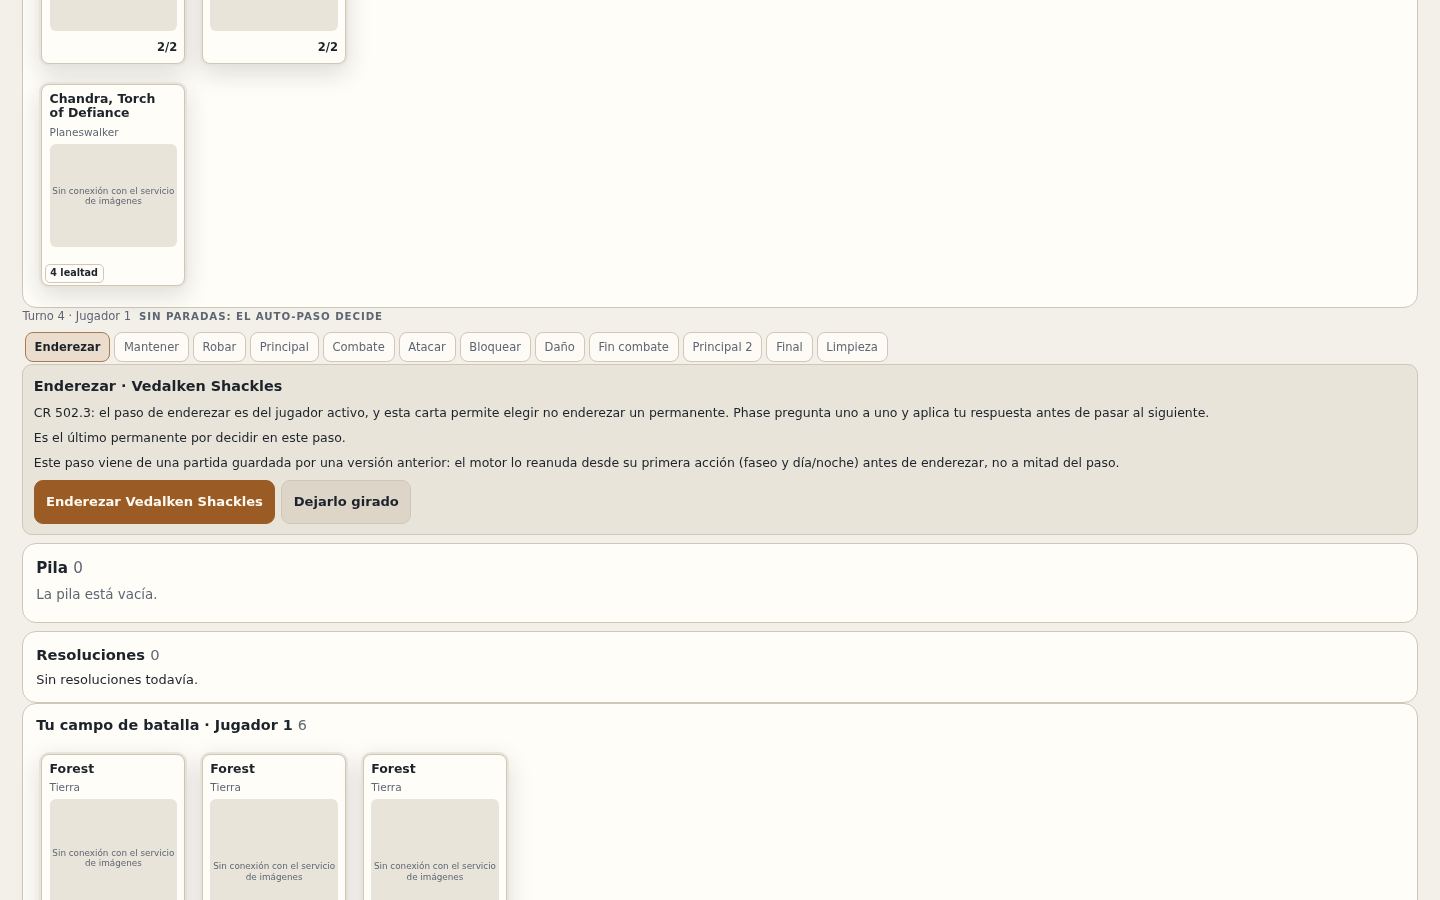 2/2
2/2
Chandra, Torch
of Defiance
Planeswalker
Sin conexión con el servicio
de imágenes
4 lealtad
Turno 4 · Jugador 1 SIN PARADAS: EL AUTO-PASO DECIDE
Enderezar Mantener Robar Principal Combate Atacar Bloquear Daño Fin combate Principal 2 Final Limpieza
Enderezar · Vedalken Shackles
CR 502.3: el paso de enderezar es del jugador activo, y esta carta permite elegir no enderezar un permanente. Phase pregunta uno a uno y aplica tu respuesta antes de pasar al siguiente.
Es el último permanente por decidir en este paso.
Este paso viene de una partida guardada por una versión anterior: el motor lo reanuda desde su primera acción (faseo y día/noche) antes de enderezar, no a mitad del paso.
Enderezar Vedalken Shackles Dejarlo girado
Pila 0
La pila está vacía.
Resoluciones 0
Sin resoluciones todavía.
Tu campo de batalla · Jugador 1 6
Forest
Tierra
Sin conexión con el servicio
de imágenes
Forest
Tierra
Sin conexión con el servicio
de imágenes
Forest
Tierra
Sin conexión con el servicio
de imágenes